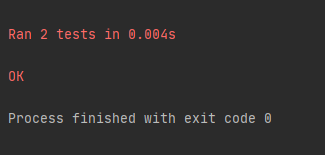 Ran 2 tests in 0.004s
OK
Process finished with exit code 0